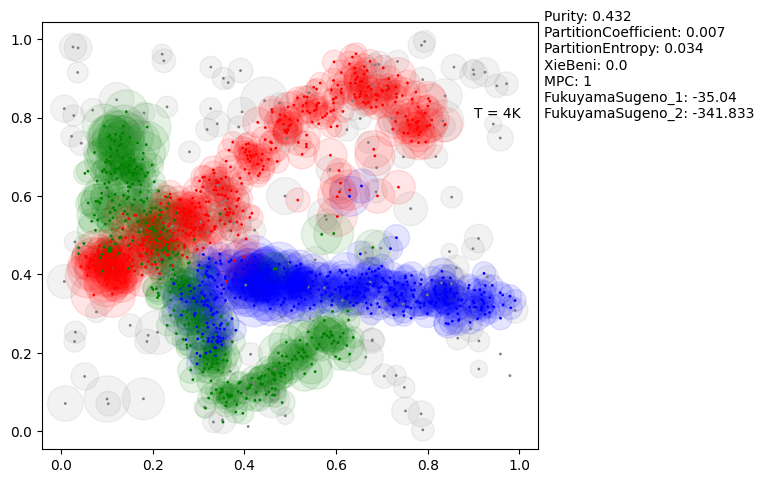 Purity: 0.432
PartitionCoefficient: 0.007
PartitionEntropy: 0.034
XieBeni: 0.0
MPC: 1
FukuyamaSugeno_1: -35.04
FukuyamaSugeno_2: -341.833
T = 4K
1.0
0.8
0.6
0.4
0.2
0.0
0.0 0.2 0.4 0.6 0.8 1.0